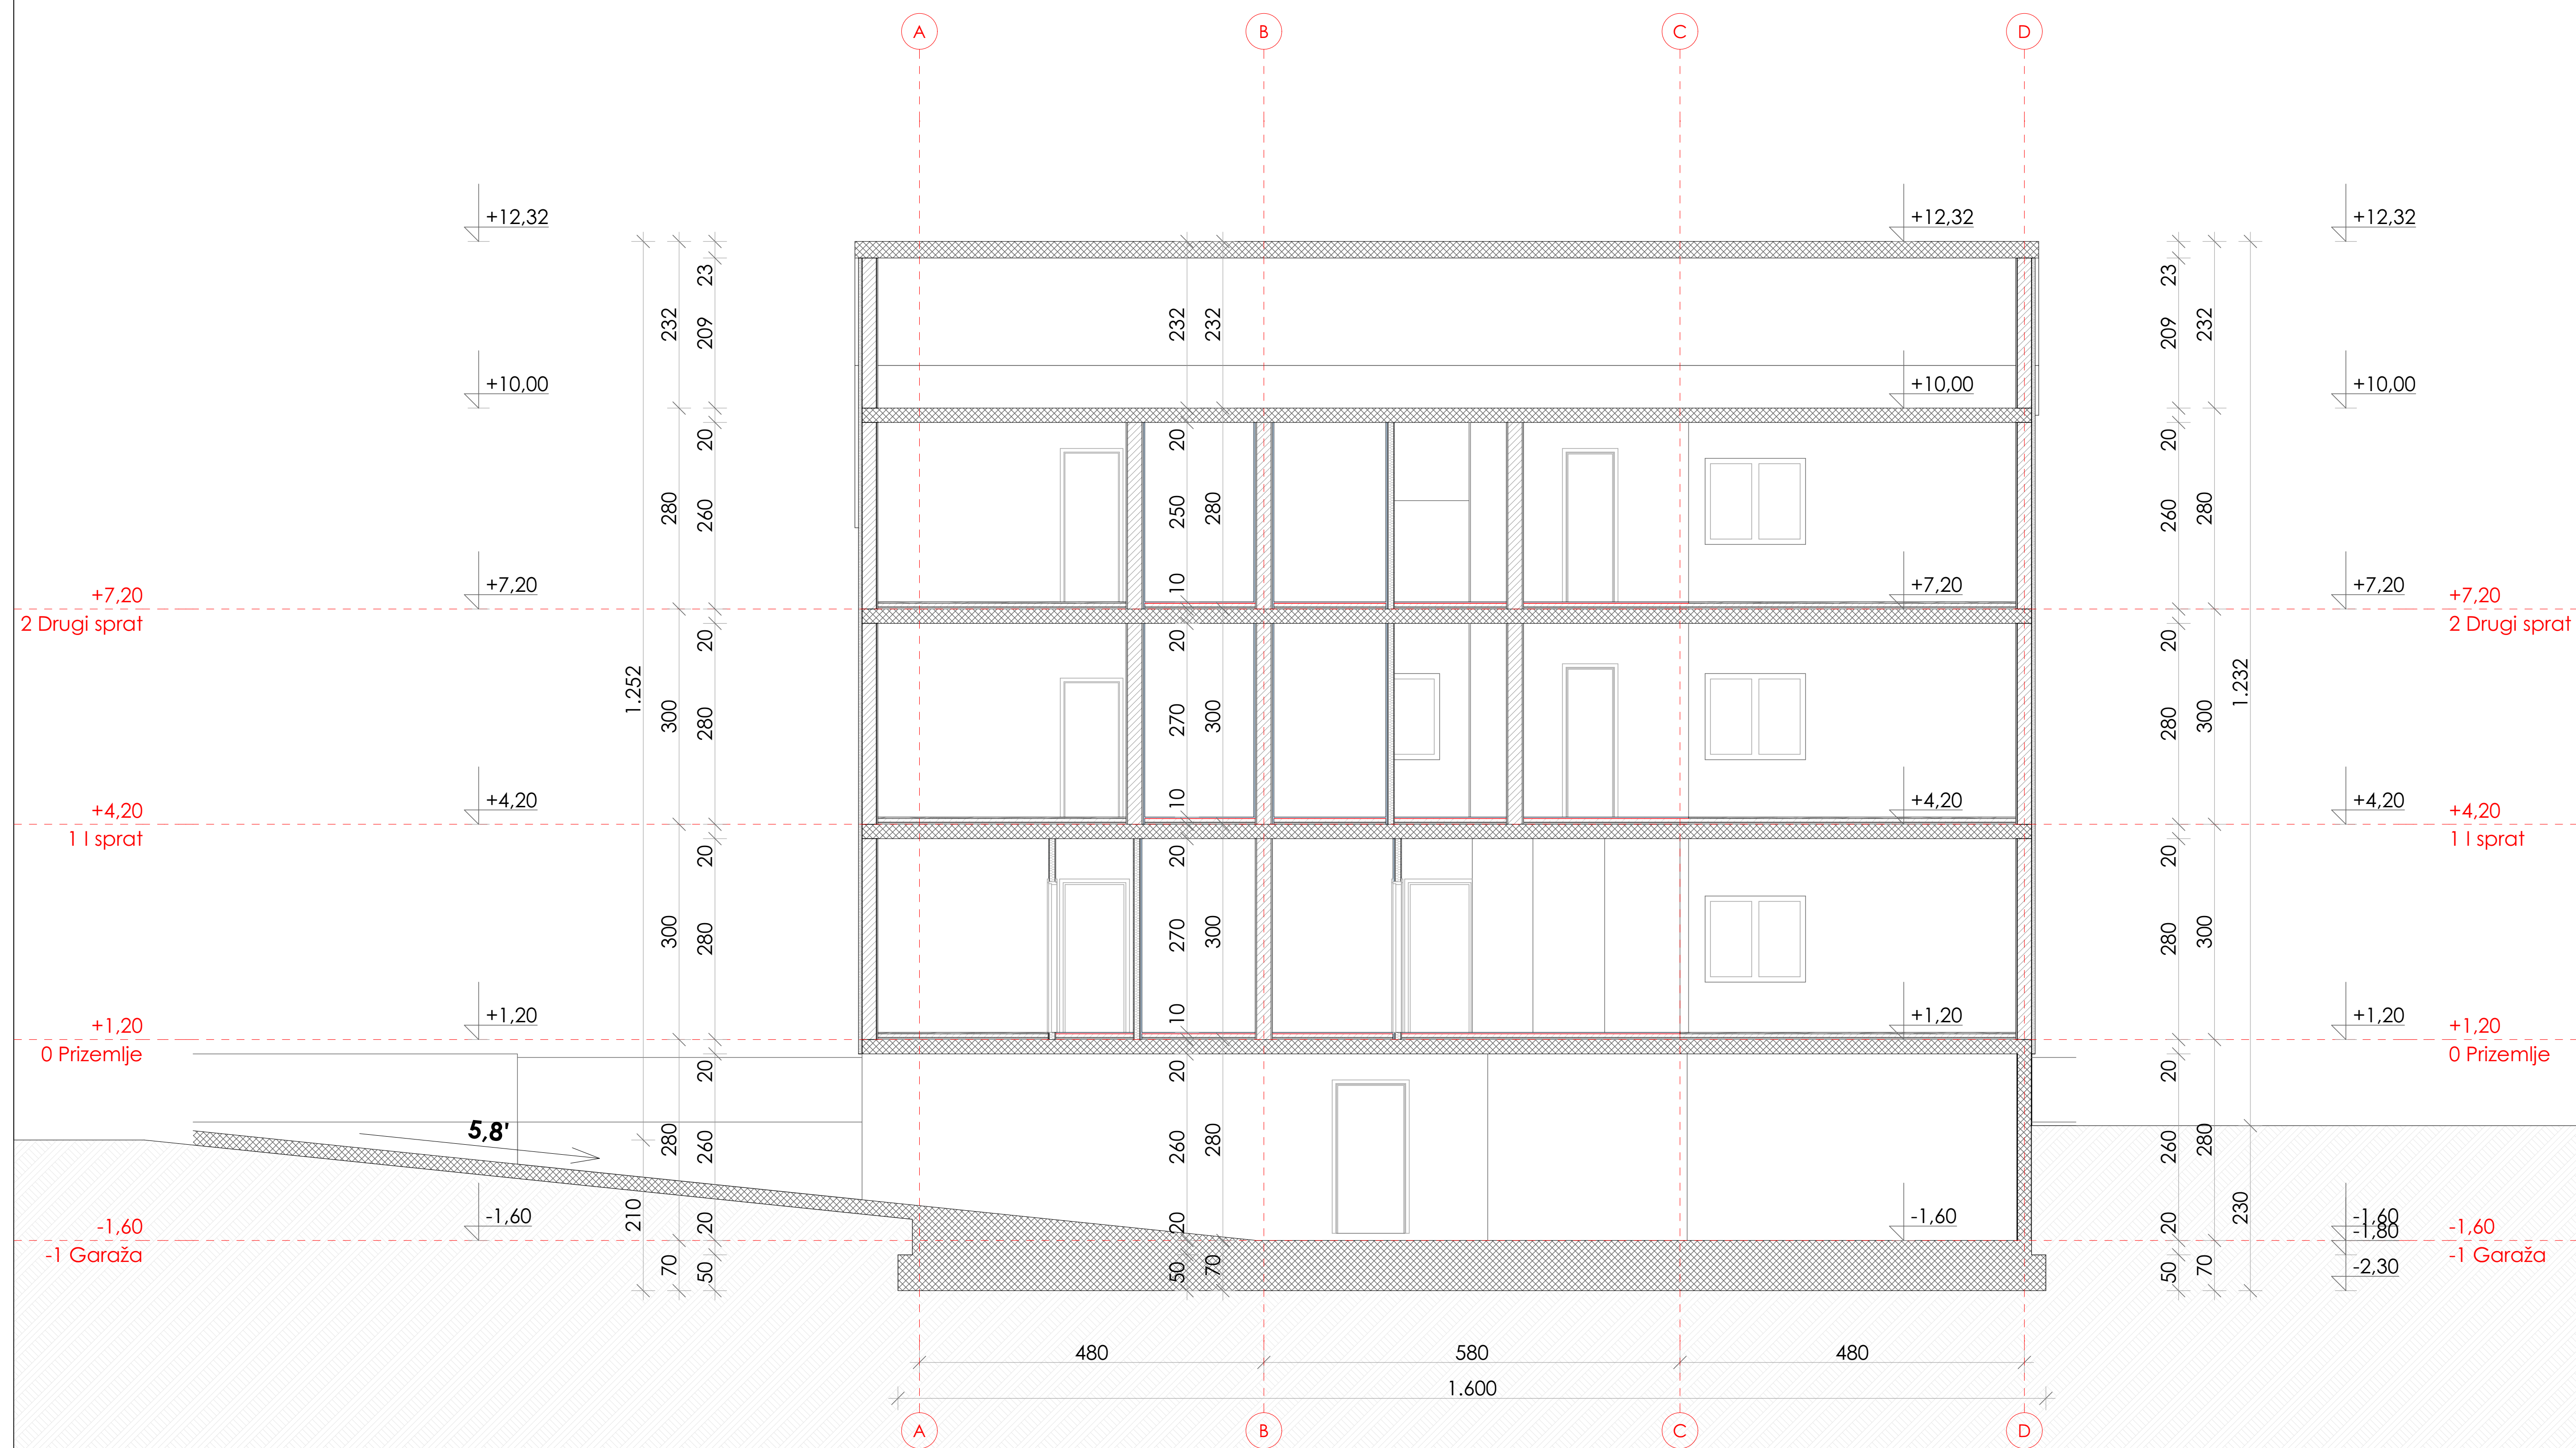 A B C D
+12,32 +12,32 +12,32
23 23
232 209 232 232 209 232
+10,00 +10,00 +10,00
20 20 20
280 260 250 280 260 280
10
+7,20 +7,20 +7,20 +7,20 +7,20
2 Drugi sprat 2 Drugi sprat
20 20 20
1.252 1.232
300 280 270 300 280 300
10
+4,20 +4,20 +4,20 +4,20 +4,20
1 I sprat 1 I sprat
20 20 20
300 280 270 300 280 300
10
+1,20 +1,20 +1,20 +1,20 +1,20
0 Prizemlje 0 Prizemlje
20 20 20
5,8'
280 260 260 280 260 280
210 20 20 20 230
-1,60 -1,60 -1,60 -1,60 -1,60
-1,80
-1 Garaža -1 Garaža
70 50 50 70 50 70
-2,30
480 580 480
1.600
A B C D